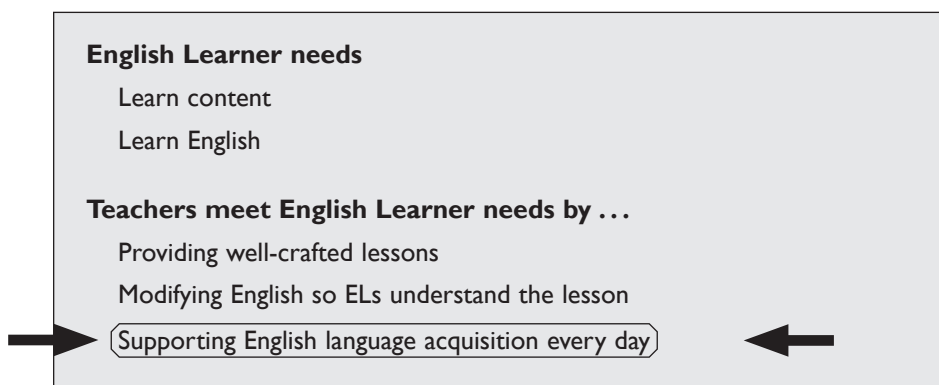 English Learner needs
Learn content
Learn English
Teachers meet English Learner needs by . . .
Providing well-crafted lessons
Modifying English so ELs understand the lesson
Supporting English language acquisition every day